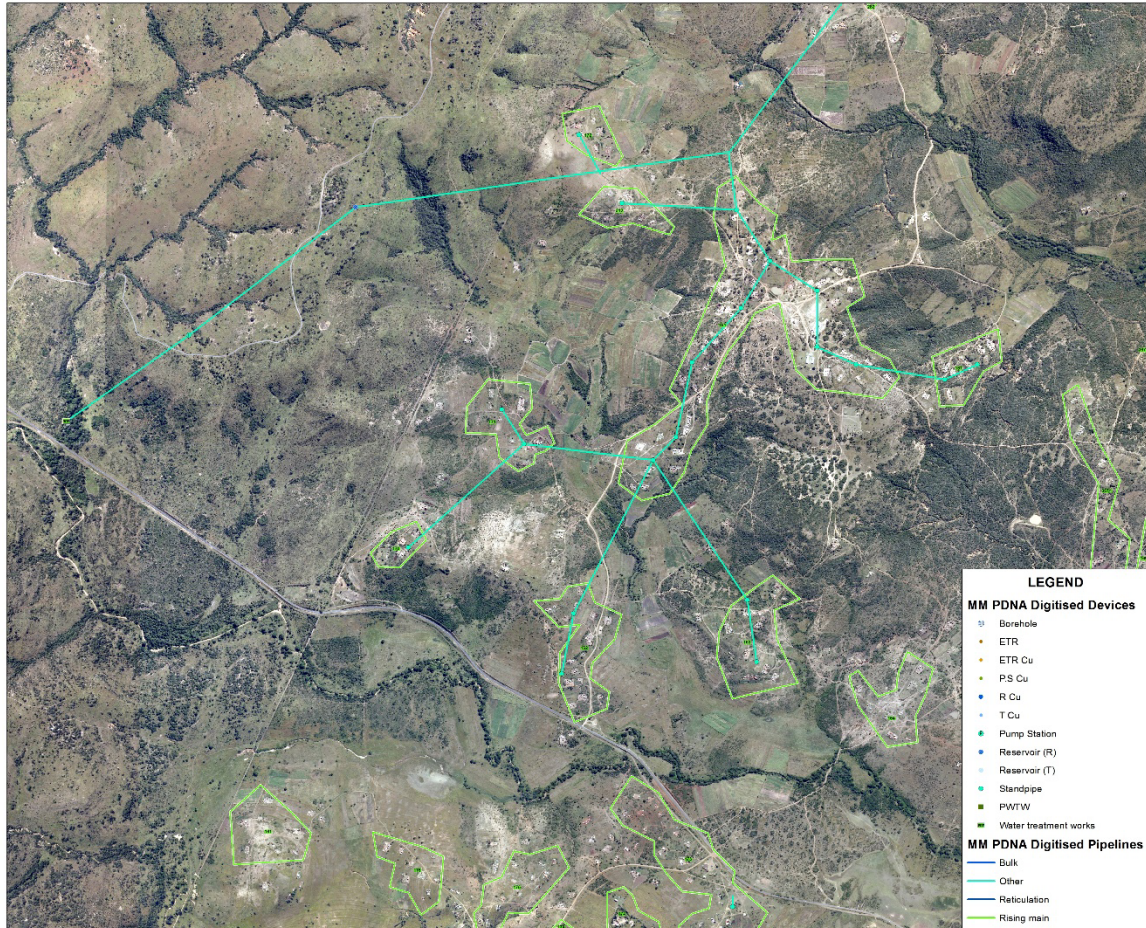 LEGEND
MM PDNA Digitised Devices
Borehole
ETR
ETR Cu
P.S Cu
R Cu
T Cu
Pump Station
Reservoir (R)
Reservoir (T)
Standpipe
PWTW
Water treatment works
MM PDNA Digitised Pipelines
Bulk
Other
Reticulation
Rising main